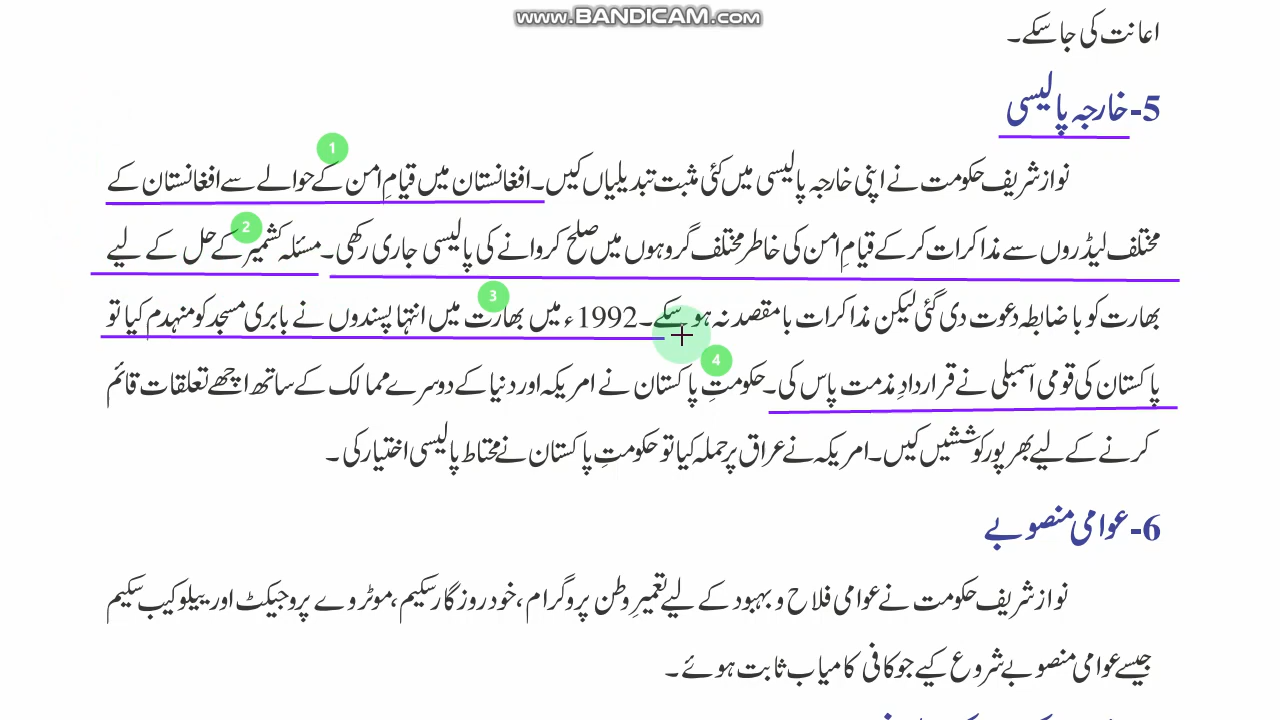 www.BANDICAM.com
اعانت کی جا سکے۔
5- خارجہ پالیسی
نواز شریف حکومت نے اپنی خارجہ پالیسی میں کئی مثبت تبدیلیاں کیں۔ افغانستان میں قیامِ امن کے حوالے سے افغانستان کے
1
مختلف لیڈروں سے مذاکرات کر کے قیامِ امن کی خاطر مختلف گروہوں میں صلح کروانے کی پالیسی جاری رکھی۔ مسئلہ کشمیر کے حل کے لیے
2
بھارت کو باضابطہ دعوت دی گئی لیکن مذاکرات بامقصد نہ ہو سکے۔ 1992ء میں بھارت میں انتہا پسندوں نے بابری مسجد کو منہدم کیا تو
3
پاکستان کی قومی اسمبلی نے قراردادِ مذمت پاس کی۔ حکومتِ پاکستان نے امریکہ اور دنیا کے دوسرے ممالک کے ساتھ اچھے تعلقات قائم
4
کرنے کے لیے بھرپور کوششیں کیں۔ امریکہ نے عراق پر حملہ کیا تو حکومتِ پاکستان نے محتاط پالیسی اختیار کی۔
6- عوامی منصوبے
نواز شریف حکومت نے عوامی فلاح و بہبود کے لیے تعمیرِ وطن پروگرام، خود روزگار سکیم، موٹروے پروجیکٹ اور ییلو کیب سکیم
جیسے عوامی منصوبے شروع کیے جو کافی کامیاب ثابت ہوئے۔